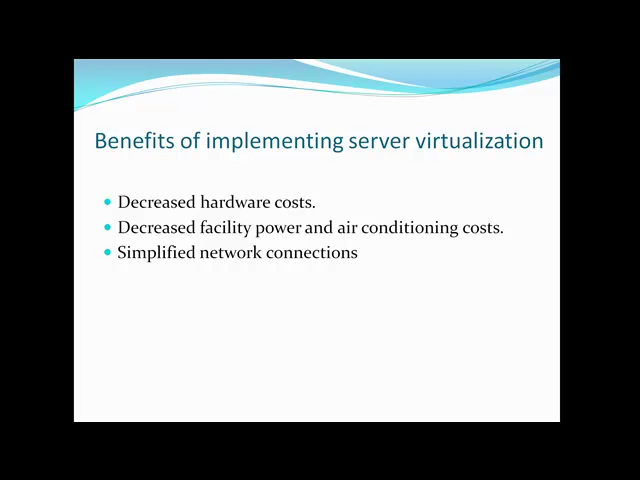 Benefits of implementing server virtualization
• Decreased hardware costs.
• Decreased facility power and air conditioning costs.
• Simplified network connections